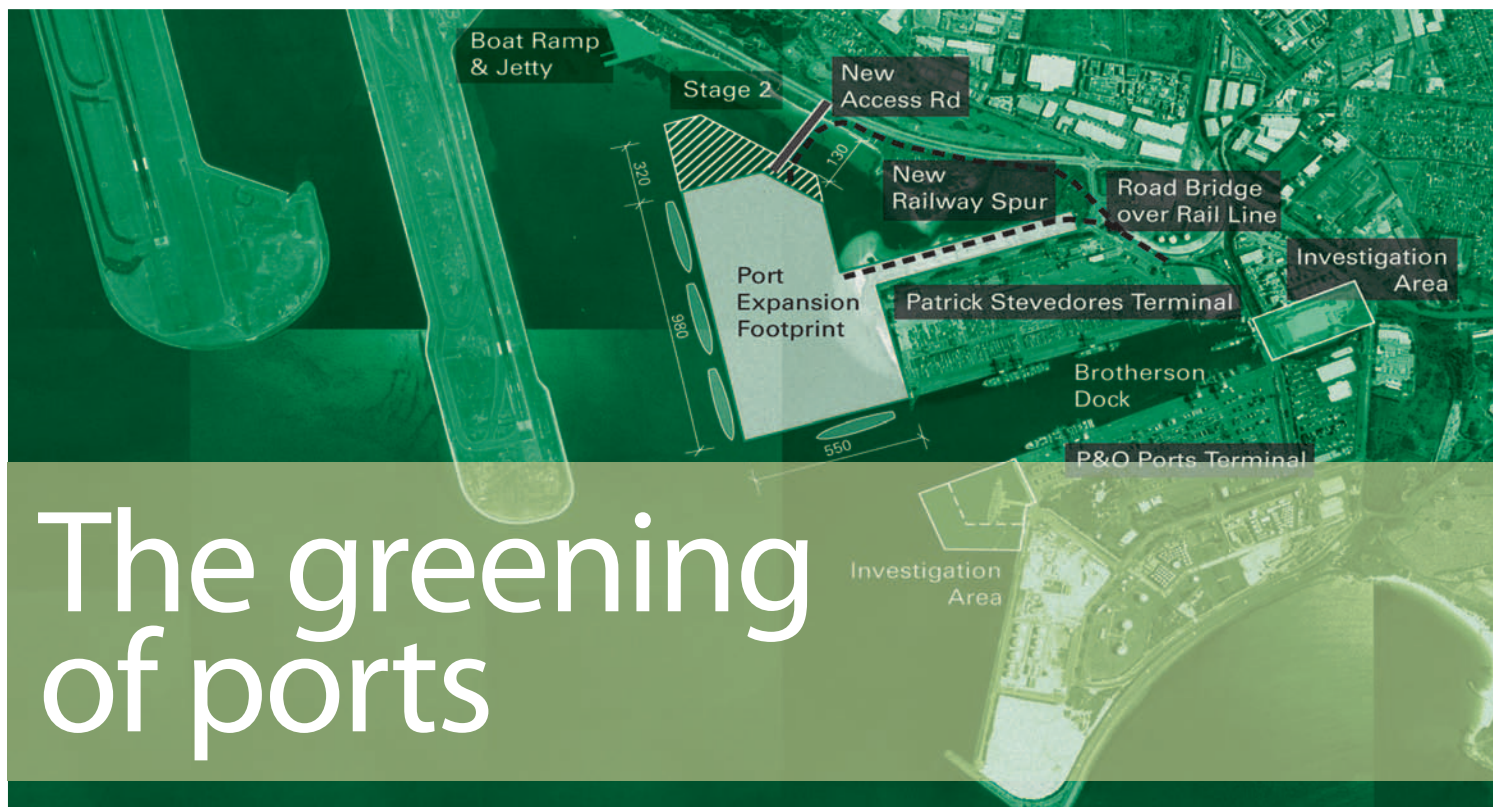 Boat Ramp
& Jetty
Stage 2
New
Access Rd
320
130
New
Railway Spur
Road Bridge
over Rail Line
Investigation
Area
Port
Expansion
Footprint
Patrick Stevedores Terminal
980
Brotherson
Dock
550
P&O Ports Terminal
The greening
of ports
Investigation
Area